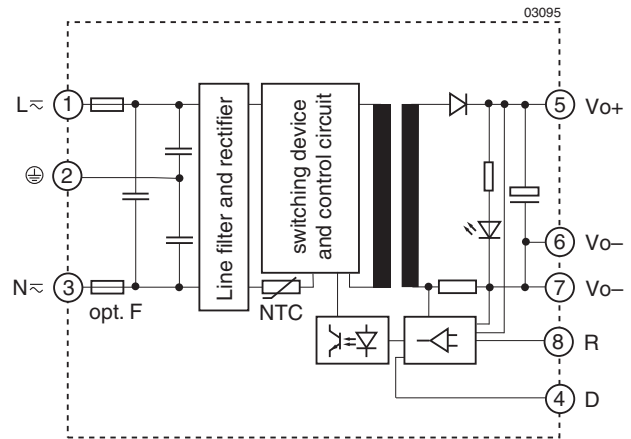 03095
L⎓ 1
5 Vo+
2
Line filter and rectifier
switching device
and control circuit
6 Vo–
N⎓ 3
opt. F
NTC
7 Vo–
8 R
4 D